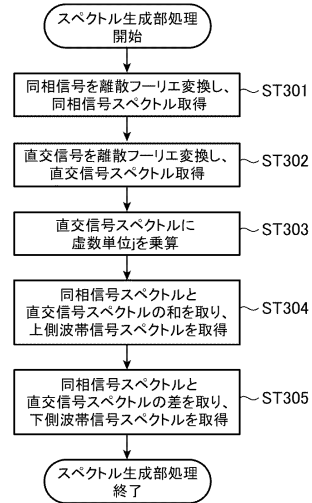 スペクトル生成部処理
開始
同相信号を離散フーリエ変換し、
同相信号スペクトル取得
ST301
直交信号を離散フーリエ変換し、
直交信号スペクトル取得
ST302
直交信号スペクトルに
虚数単位jを乗算
ST303
同相信号スペクトルと
直交信号スペクトルの和を取り、
上側波帯信号スペクトルを取得
ST304
同相信号スペクトルと
直交信号スペクトルの差を取り、
下側波帯信号スペクトルを取得
ST305
スペクトル生成部処理
終了